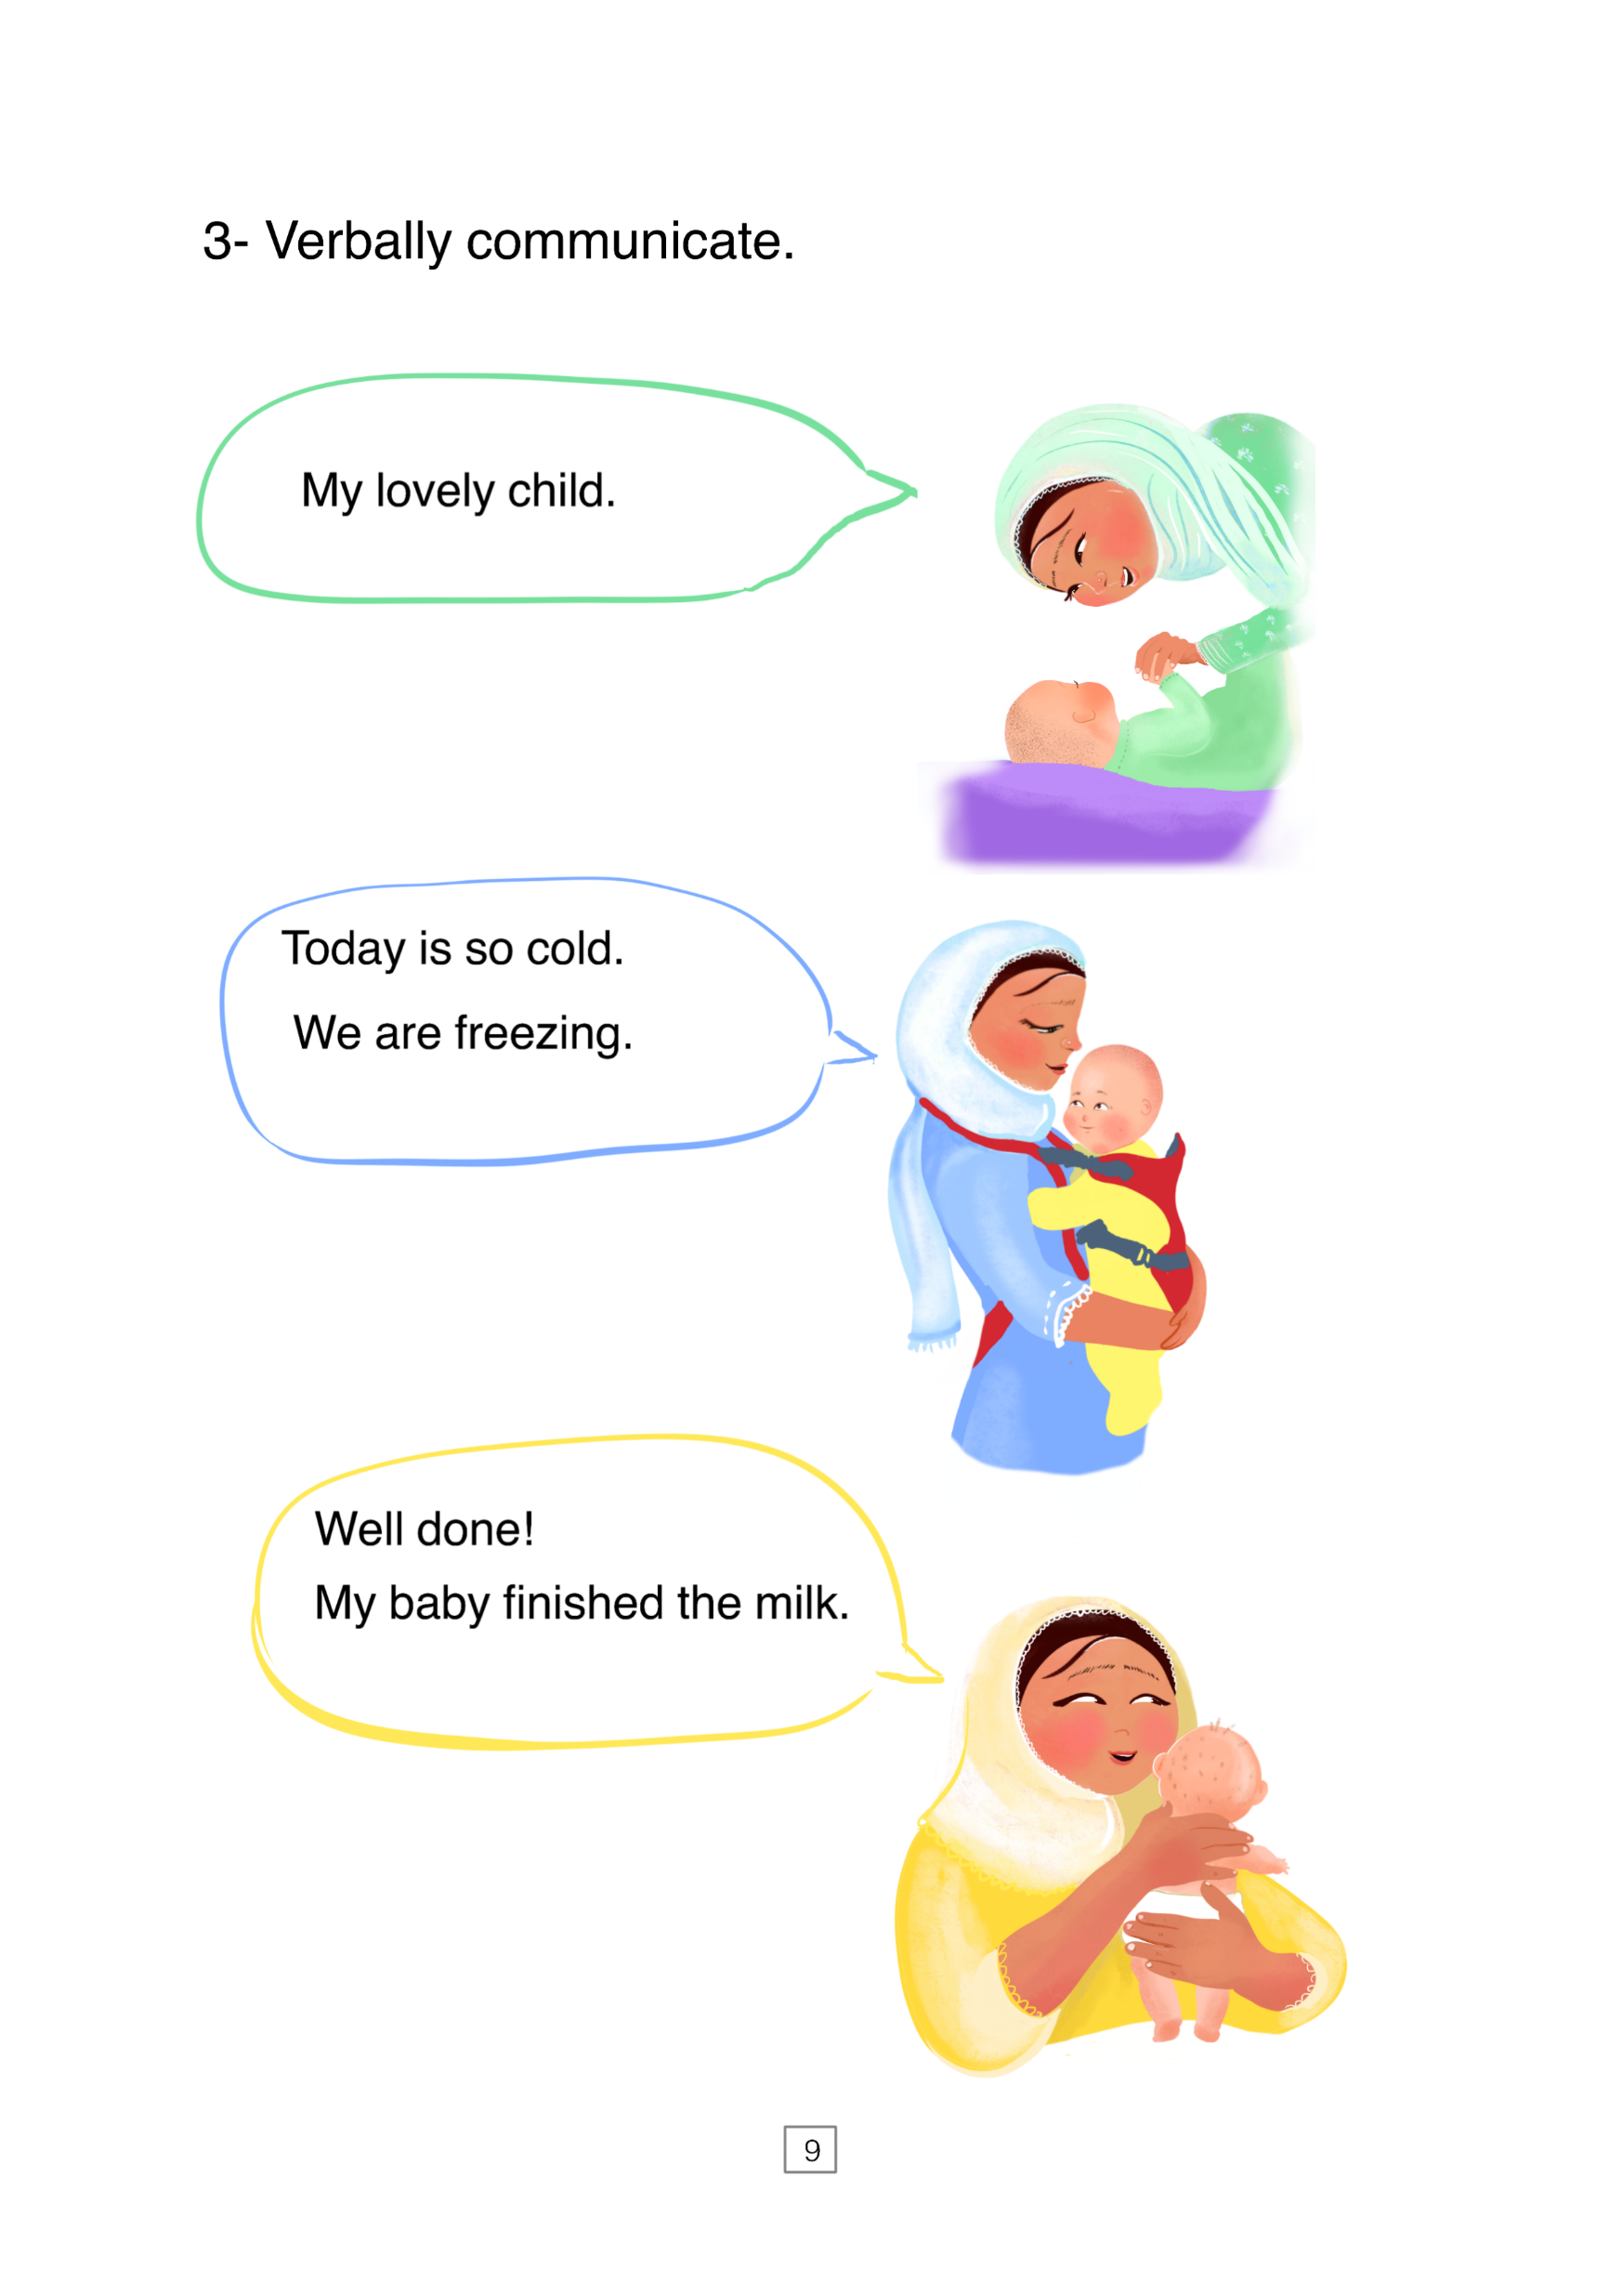 3- Verbally communicate.
My lovely child.
Today is so cold.
We are freezing.
Well done!
My baby finished the milk.
9